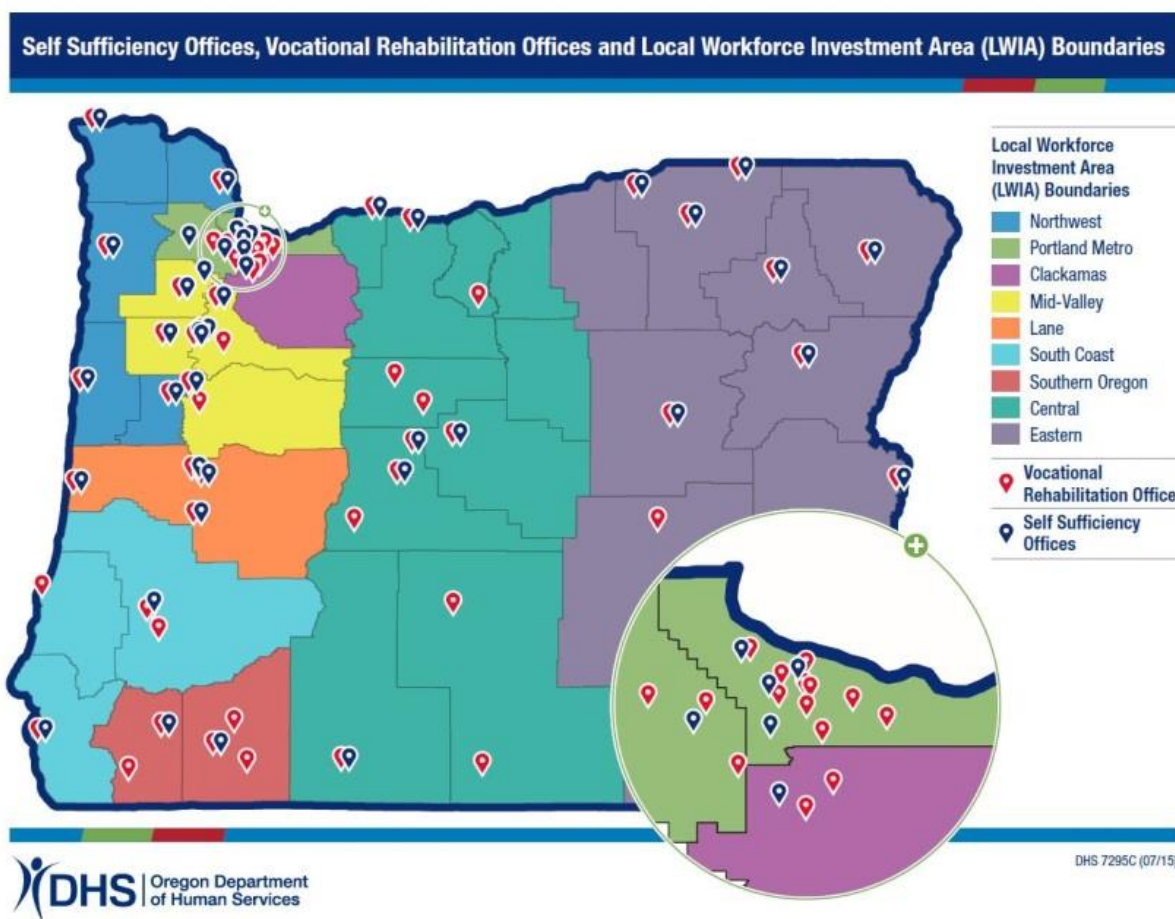 Self Sufficiency Offices, Vocational Rehabilitation Offices and Local Workforce Investment Area (LWIA) Boundaries
Local Workforce
Investment Area
(LWIA) Boundaries
Northwest
Portland Metro
Clackamas
Mid-Valley
Lane
South Coast
Southern Oregon
Central
Eastern
Vocational
Rehabilitation Office
Self Sufficiency
Offices
DHS
Oregon Department
of Human Services
DHS 7295C (07/15)